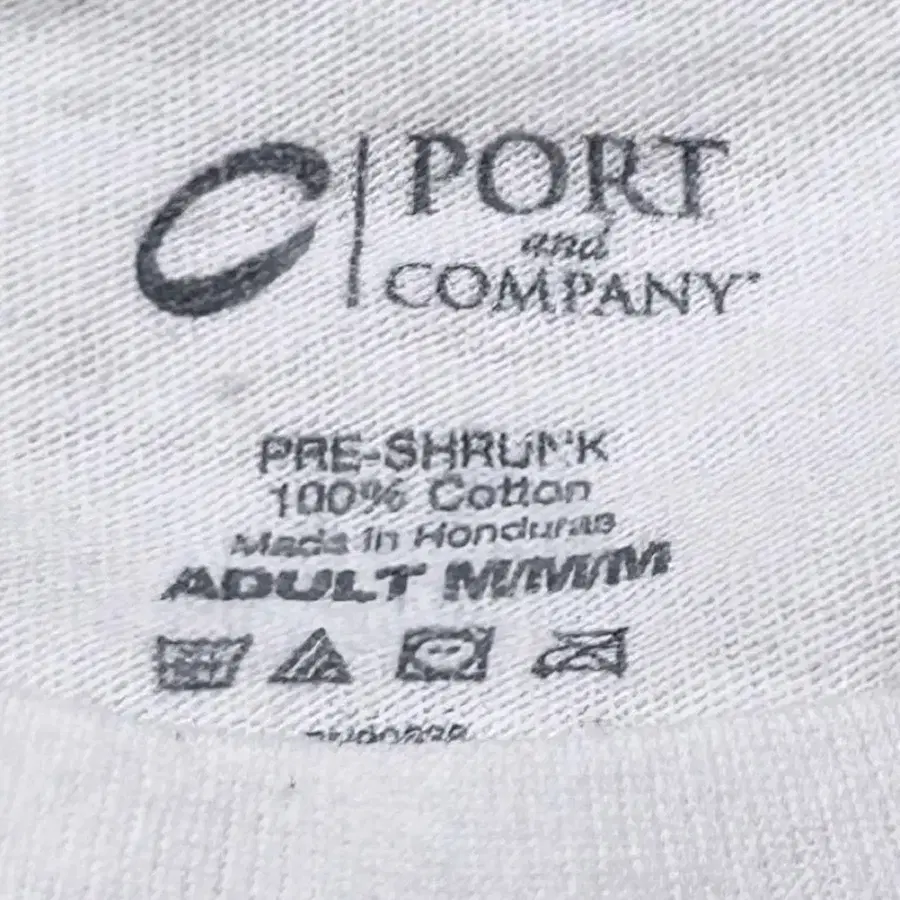 PORT
and
COMPANY
PRE-SHRUNK
100% Cotton
Made in Honduras
ADULT M/M/M